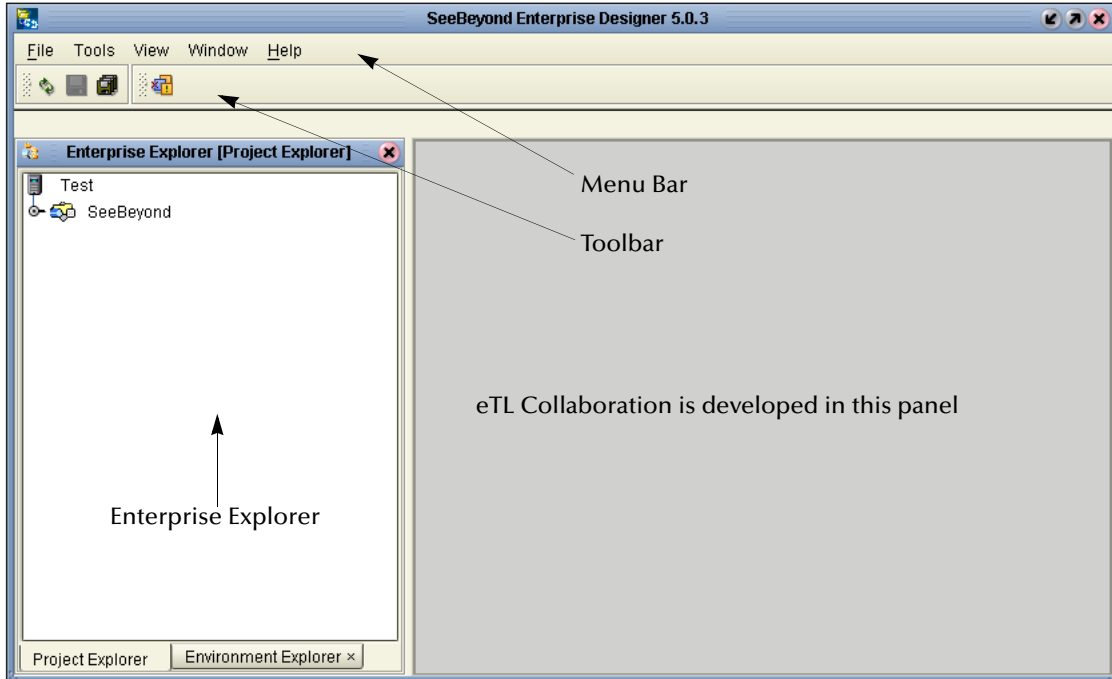 SeeBeyond Enterprise Designer 5.0.3
File Tools View Window Help
Enterprise Explorer [Project Explorer]
Test
SeeBeyond
Menu Bar
Toolbar
eTL Collaboration is developed in this panel
Enterprise Explorer
Project Explorer
Environment Explorer ×